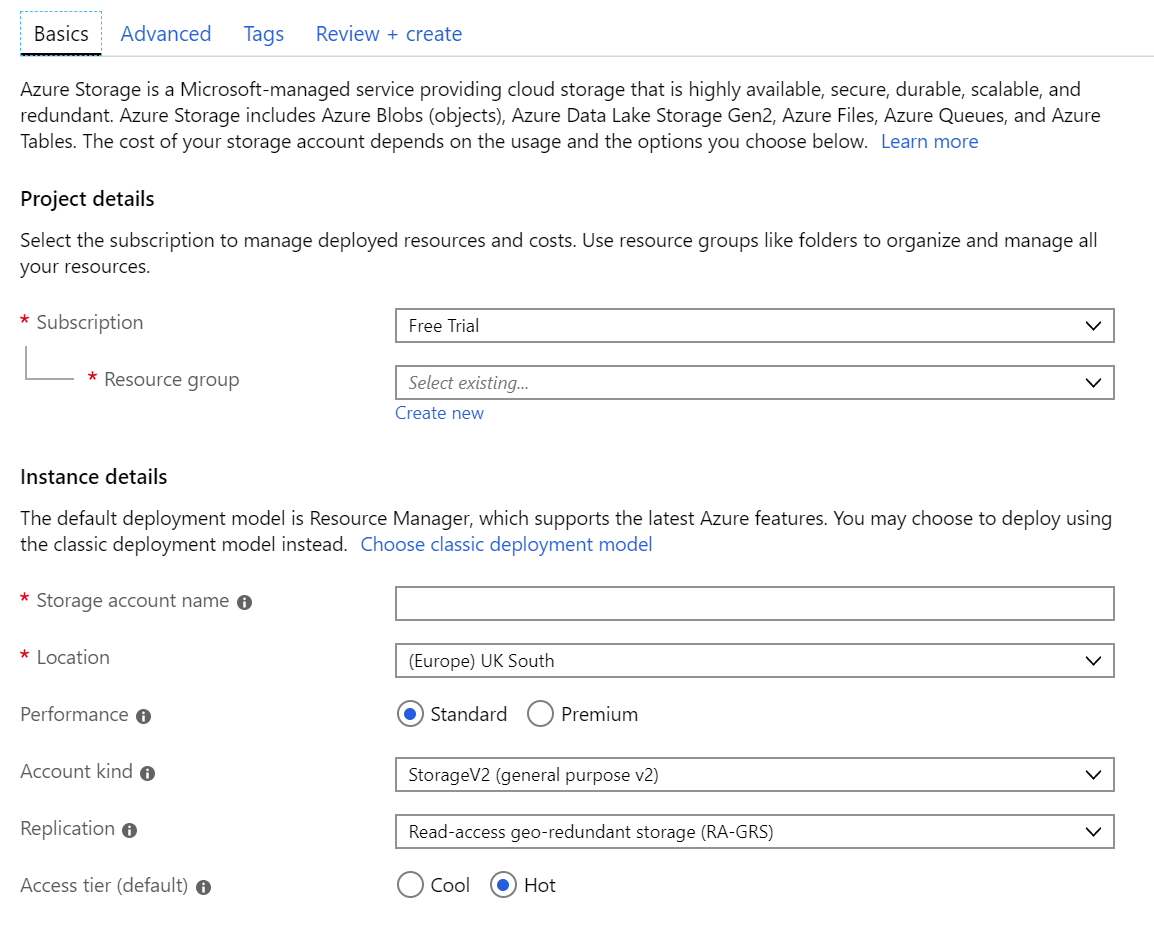 Basics Advanced Tags Review + create
Azure Storage is a Microsoft-managed service providing cloud storage that is highly available, secure, durable, scalable, and
redundant. Azure Storage includes Azure Blobs (objects), Azure Data Lake Storage Gen2, Azure Files, Azure Queues, and Azure
Tables. The cost of your storage account depends on the usage and the options you choose below. Learn more
Project details
Select the subscription to manage deployed resources and costs. Use resource groups like folders to organize and manage all
your resources.
* Subscription Free Trial
* Resource group Select existing...
Create new
Instance details
The default deployment model is Resource Manager, which supports the latest Azure features. You may choose to deploy using
the classic deployment model instead. Choose classic deployment model
* Storage account name
* Location (Europe) UK South
Performance Standard Premium
Account kind StorageV2 (general purpose v2)
Replication Read-access geo-redundant storage (RA-GRS)
Access tier (default) Cool Hot